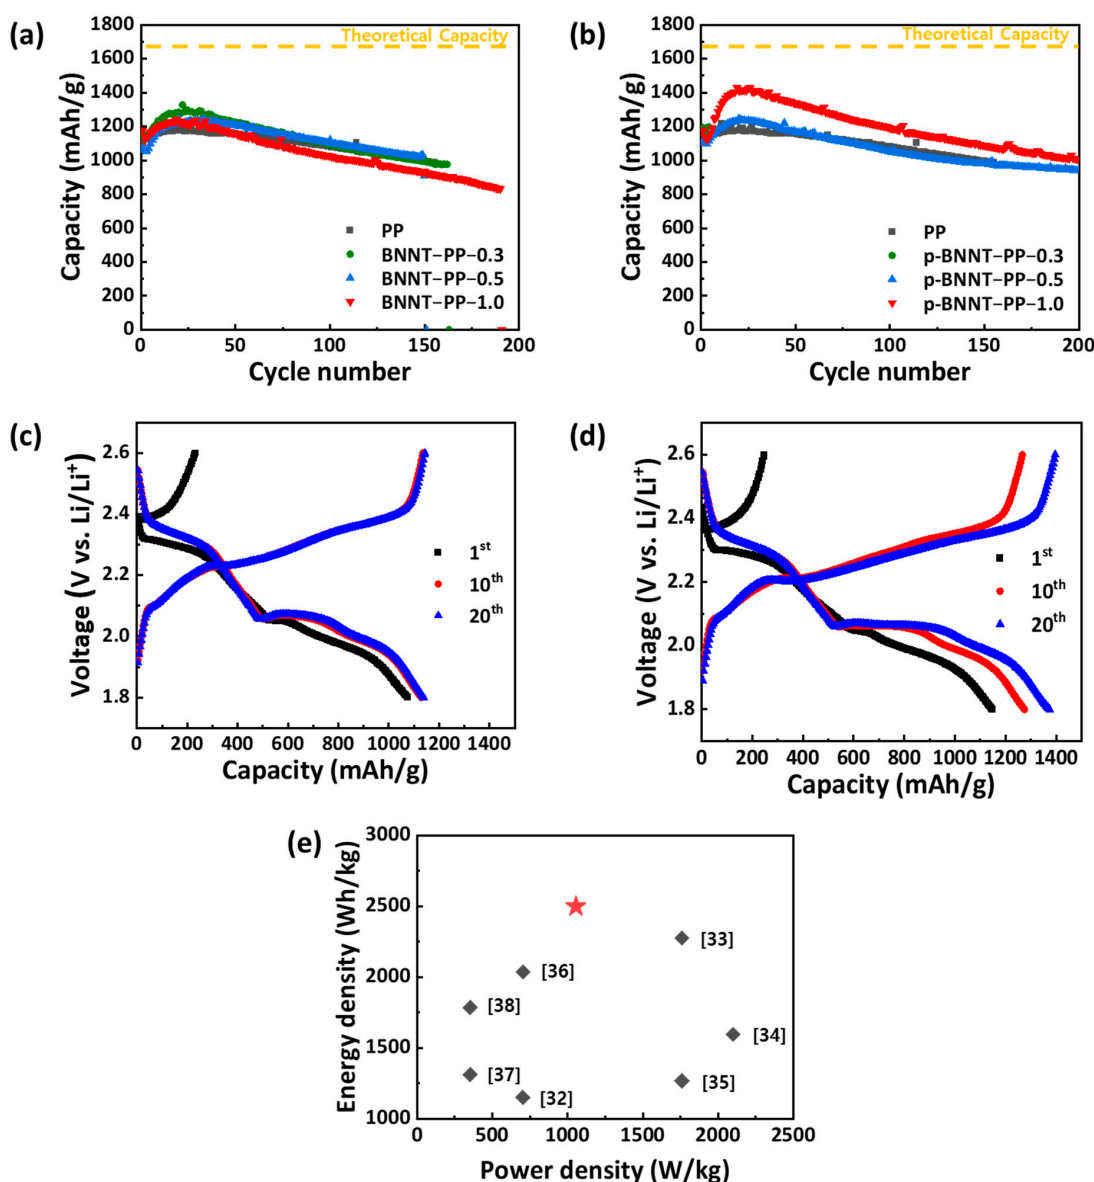 (a)
1800
1600
1400
1200
1000
800
600
400
200
0
Capacity (mAh/g)
Theoretical Capacity
PP
BNNT-PP-0.3
BNNT-PP-0.5
BNNT-PP-1.0
0 50 100 150 200
Cycle number
(b)
1800
1600
1400
1200
1000
800
600
400
200
0
Capacity (mAh/g)
Theoretical Capacity
PP
p-BNNT-PP-0.3
p-BNNT-PP-0.5
p-BNNT-PP-1.0
0 50 100 150 200
Cycle number
(c)
2.6
2.4
2.2
2.0
1.8
Voltage (V vs. Li/Li⁺)
1st
10th
20th
0 200 400 600 800 1000 1200 1400
Capacity (mAh/g)
(d)
2.6
2.4
2.2
2.0
1.8
Voltage (V vs. Li/Li⁺)
1st
10th
20th
0 200 400 600 800 1000 1200 1400
Capacity (mAh/g)
(e)
3000
2500
2000
1500
1000
Energy density (Wh/kg)
[33]
[36]
[38]
[34]
[37]
[35]
[32]
0 500 1000 1500 2000 2500
Power density (W/kg)